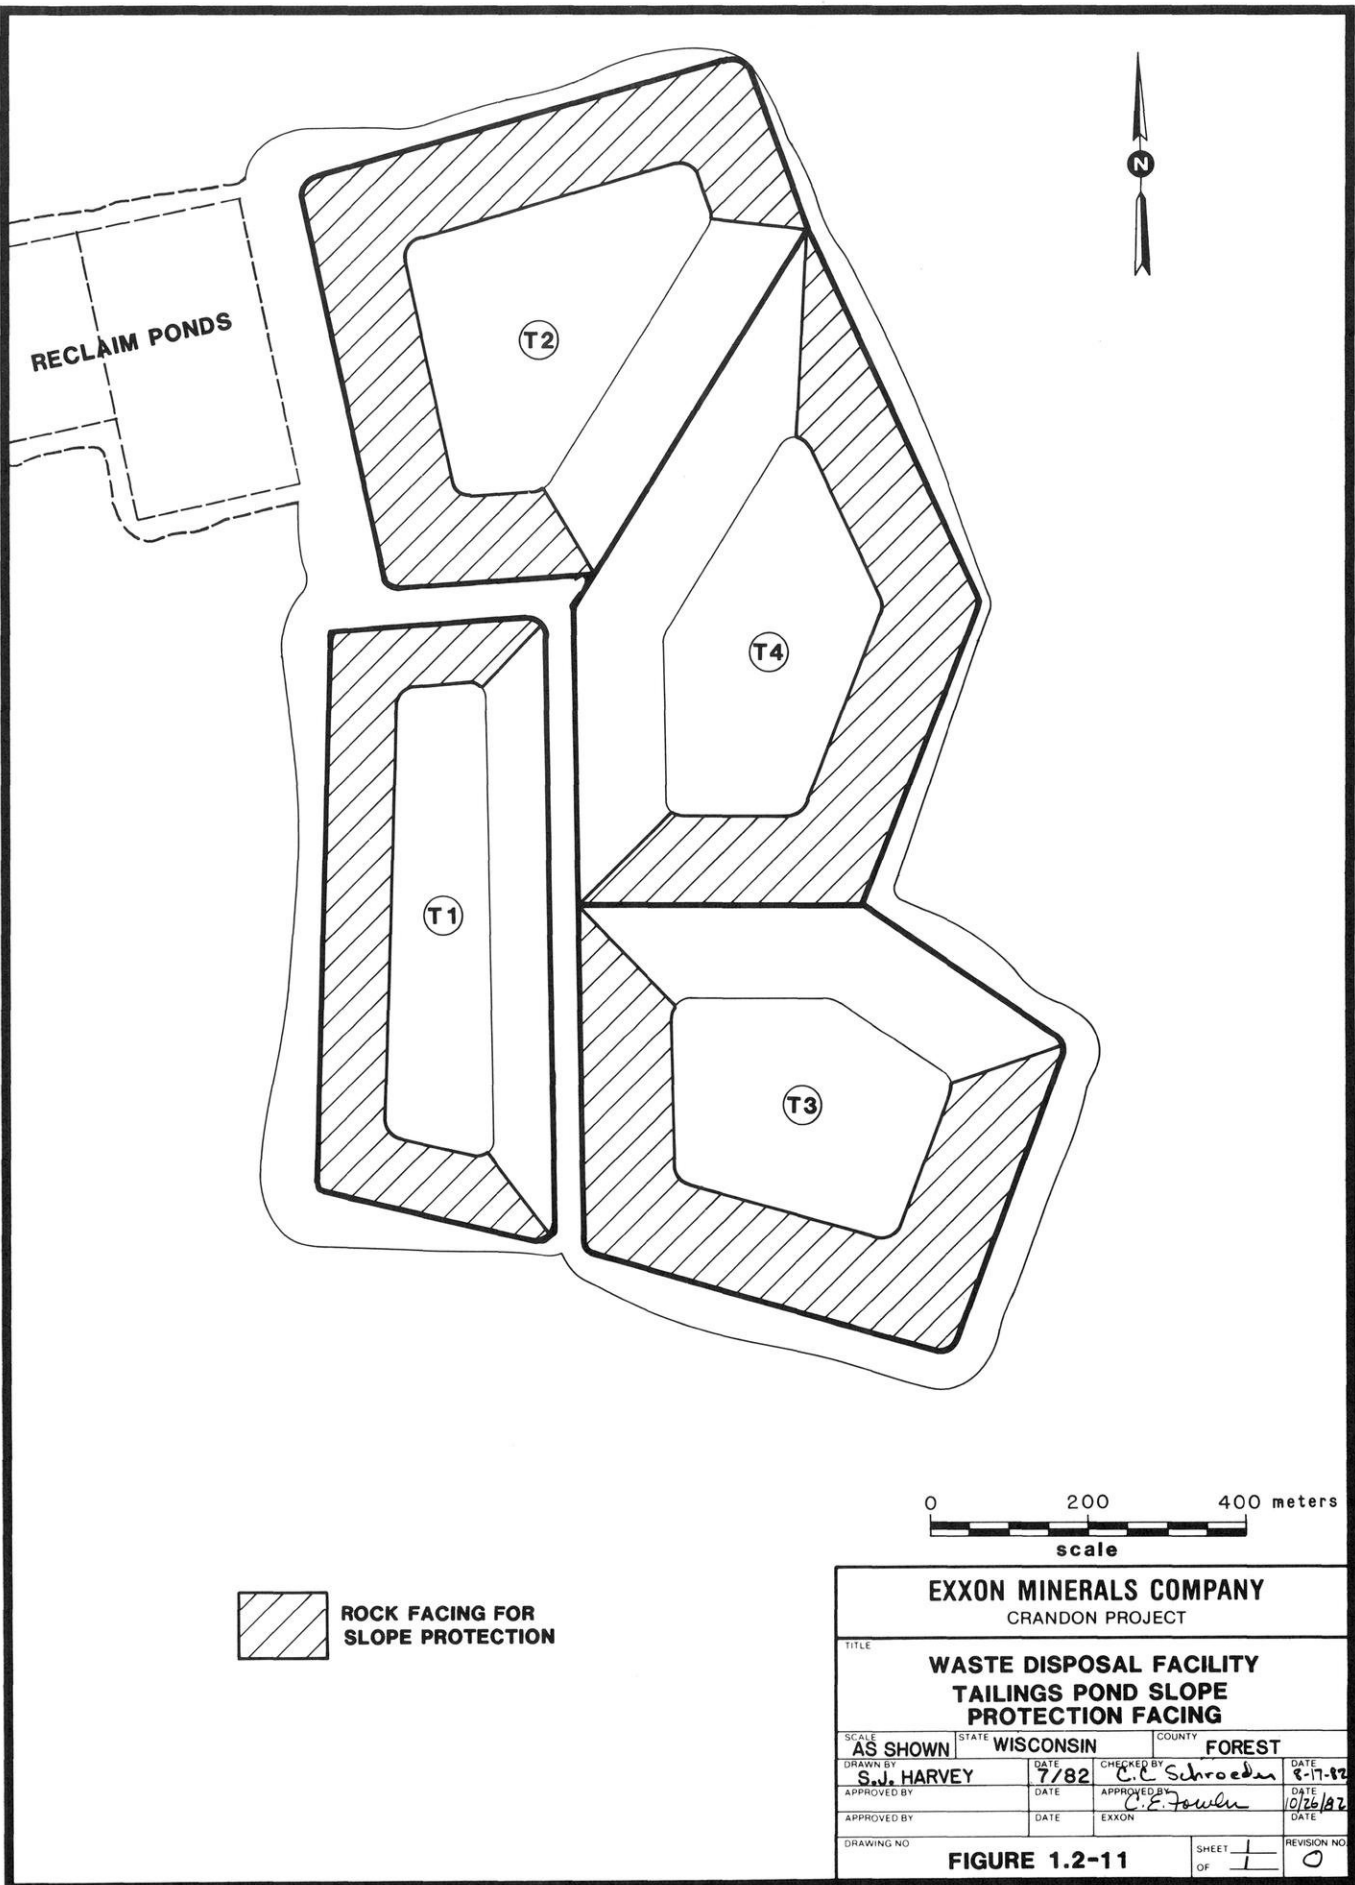 N
RECLAIM PONDS
T2
T4
T1
T3
0 200 400 meters
scale
ROCK FACING FOR
SLOPE PROTECTION
EXXON MINERALS COMPANY
CRANDON PROJECT
TITLE
WASTE DISPOSAL FACILITY
TAILINGS POND SLOPE
PROTECTION FACING
SCALE AS SHOWN STATE WISCONSIN COUNTY FOREST
DRAWN BY S.J. HARVEY DATE 7/82 CHECKED BY C.C Schroeder DATE 8-17-82
APPROVED BY DATE APPROVED BY C.E. Fowler DATE 10/26/82
APPROVED BY DATE EXXON DATE
DRAWING NO FIGURE 1.2-11 SHEET 1 OF 1 REVISION NO. 0